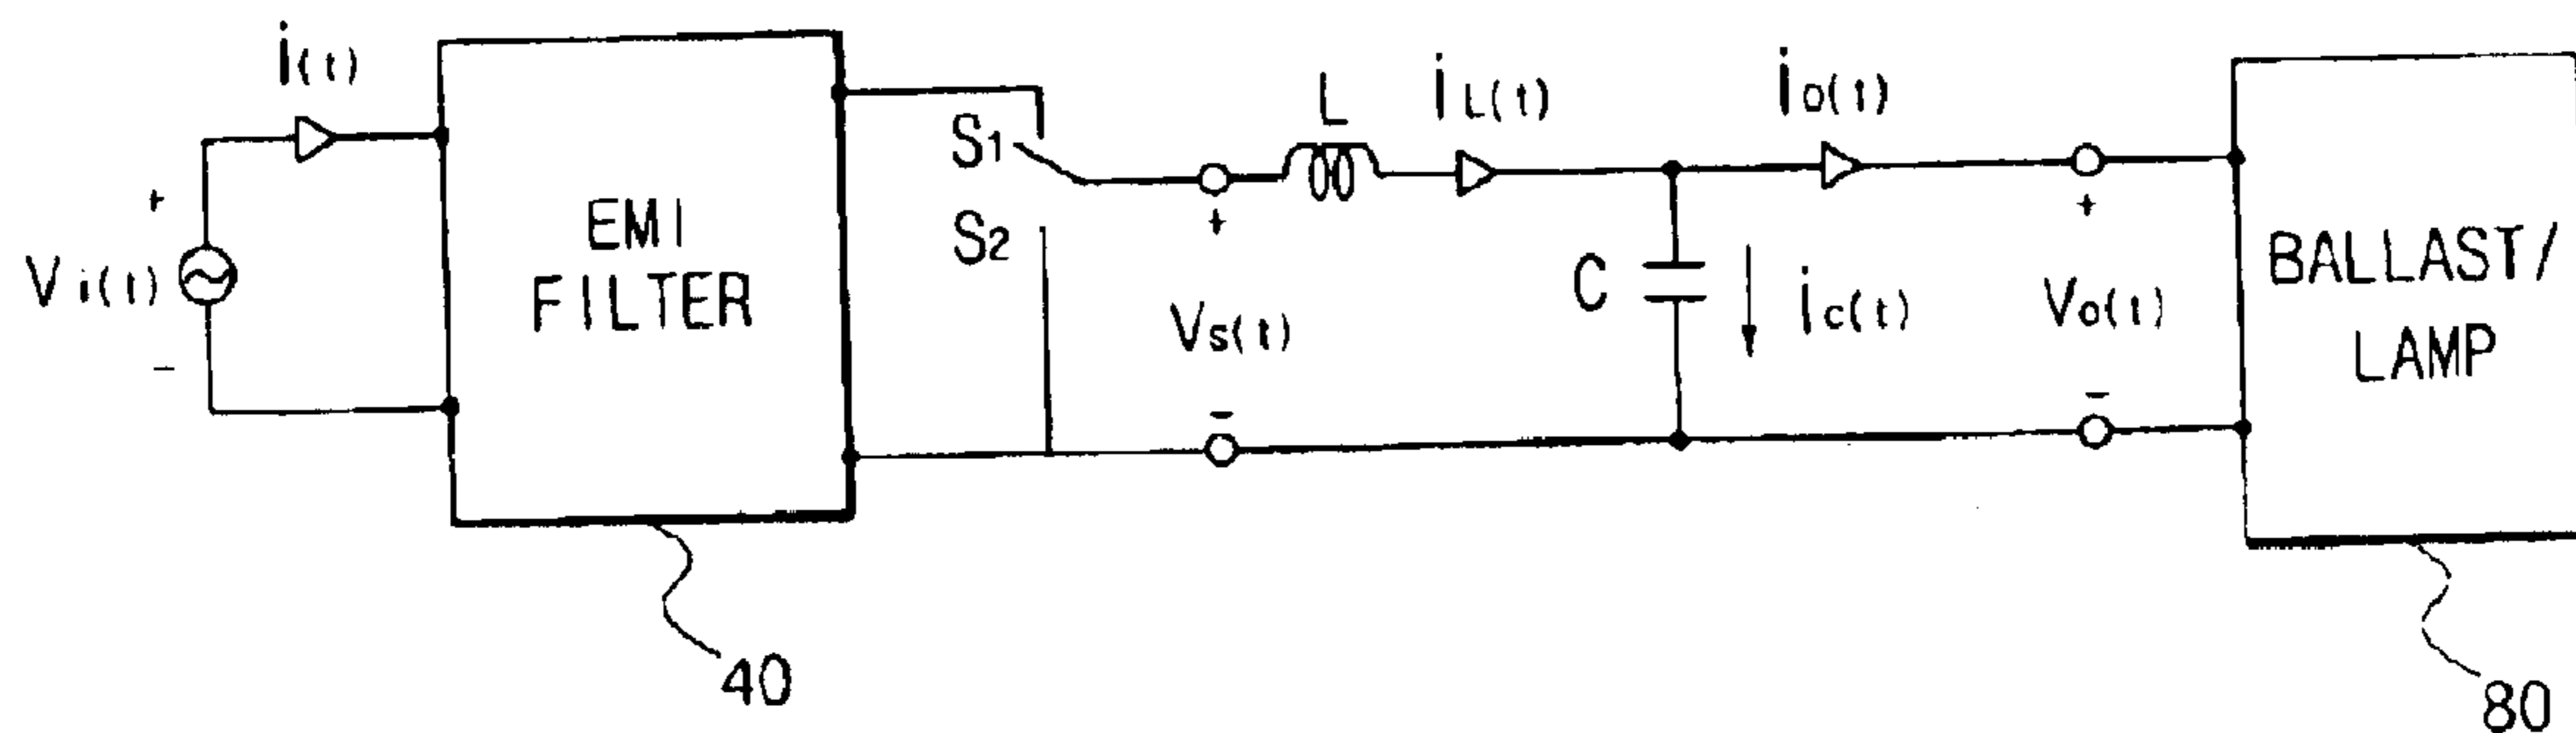 i(t)
+
Vi(t)
−
EMI
FILTER
40
S1
S2
+
Vs(t)
−
L
iL(t)
C
ic(t)
io(t)
+
Vo(t)
−
BALLAST/
LAMP
80